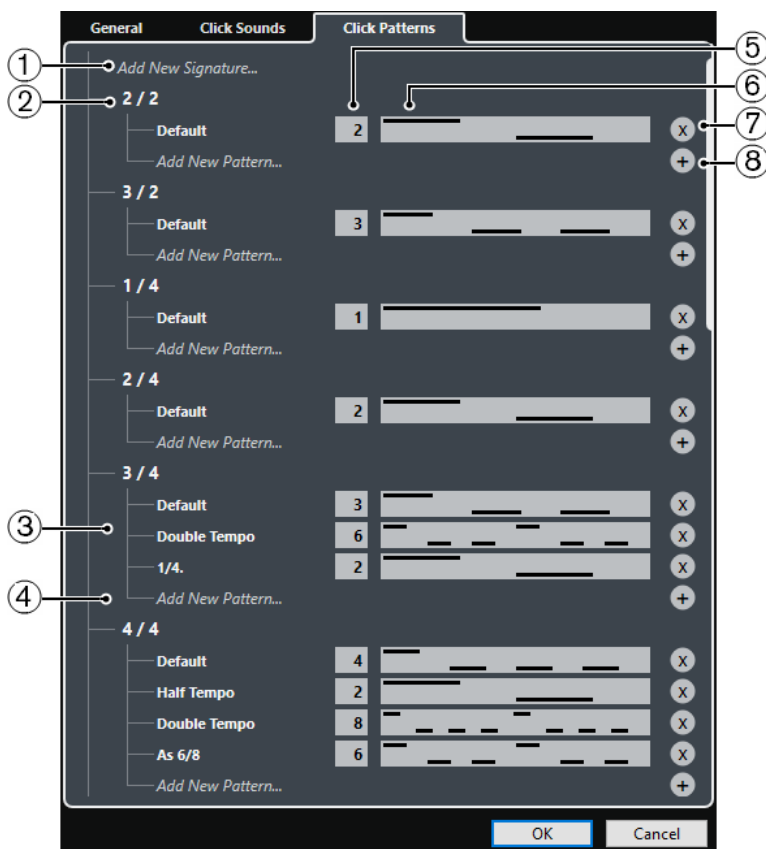 General Click Sounds Click Patterns
1 Add New Signature... 5
2 2 / 2 6
Default 2 X 7
Add New Pattern... + 8
3 / 2
Default 3 X
Add New Pattern... +
1 / 4
Default 1 X
Add New Pattern... +
2 / 4
Default 2 X
Add New Pattern... +
3 / 4
Default 3 X
3 Double Tempo 6 X
1/4. 2 X
4 Add New Pattern... +
4 / 4
Default 4 X
Half Tempo 2 X
Double Tempo 8 X
As 6/8 6 X
Add New Pattern... +
OK Cancel